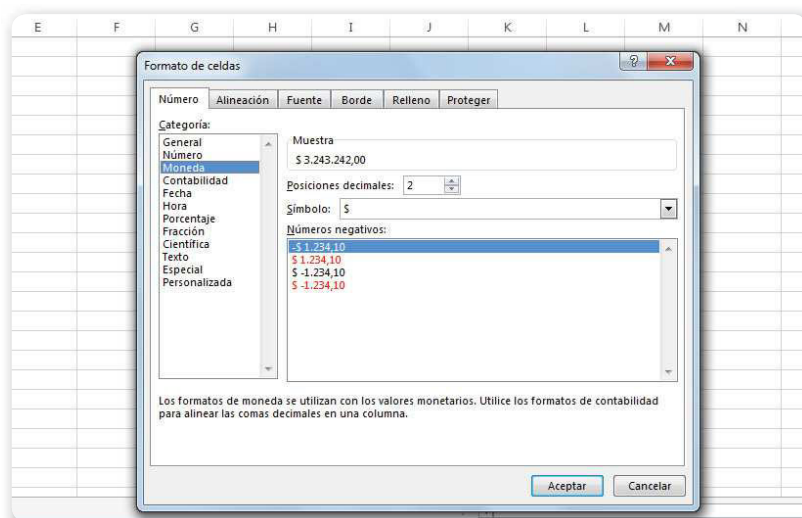 E F G H I J K L M N
Formato de celdas
?
X
Número Alineación Fuente Borde Relleno Proteger
Categoría:
General
Número
Moneda
Contabilidad
Fecha
Hora
Porcentaje
Fracción
Científica
Texto
Especial
Personalizada
Muestra
$ 3.243.242,00
Posiciones decimales: 2
Símbolo: $
Números negativos:
-$ 1.234,10
$ 1.234,10
$ -1.234,10
$ -1.234,10
Los formatos de moneda se utilizan con los valores monetarios. Utilice los formatos de contabilidad
para alinear las comas decimales en una columna.
Aceptar Cancelar